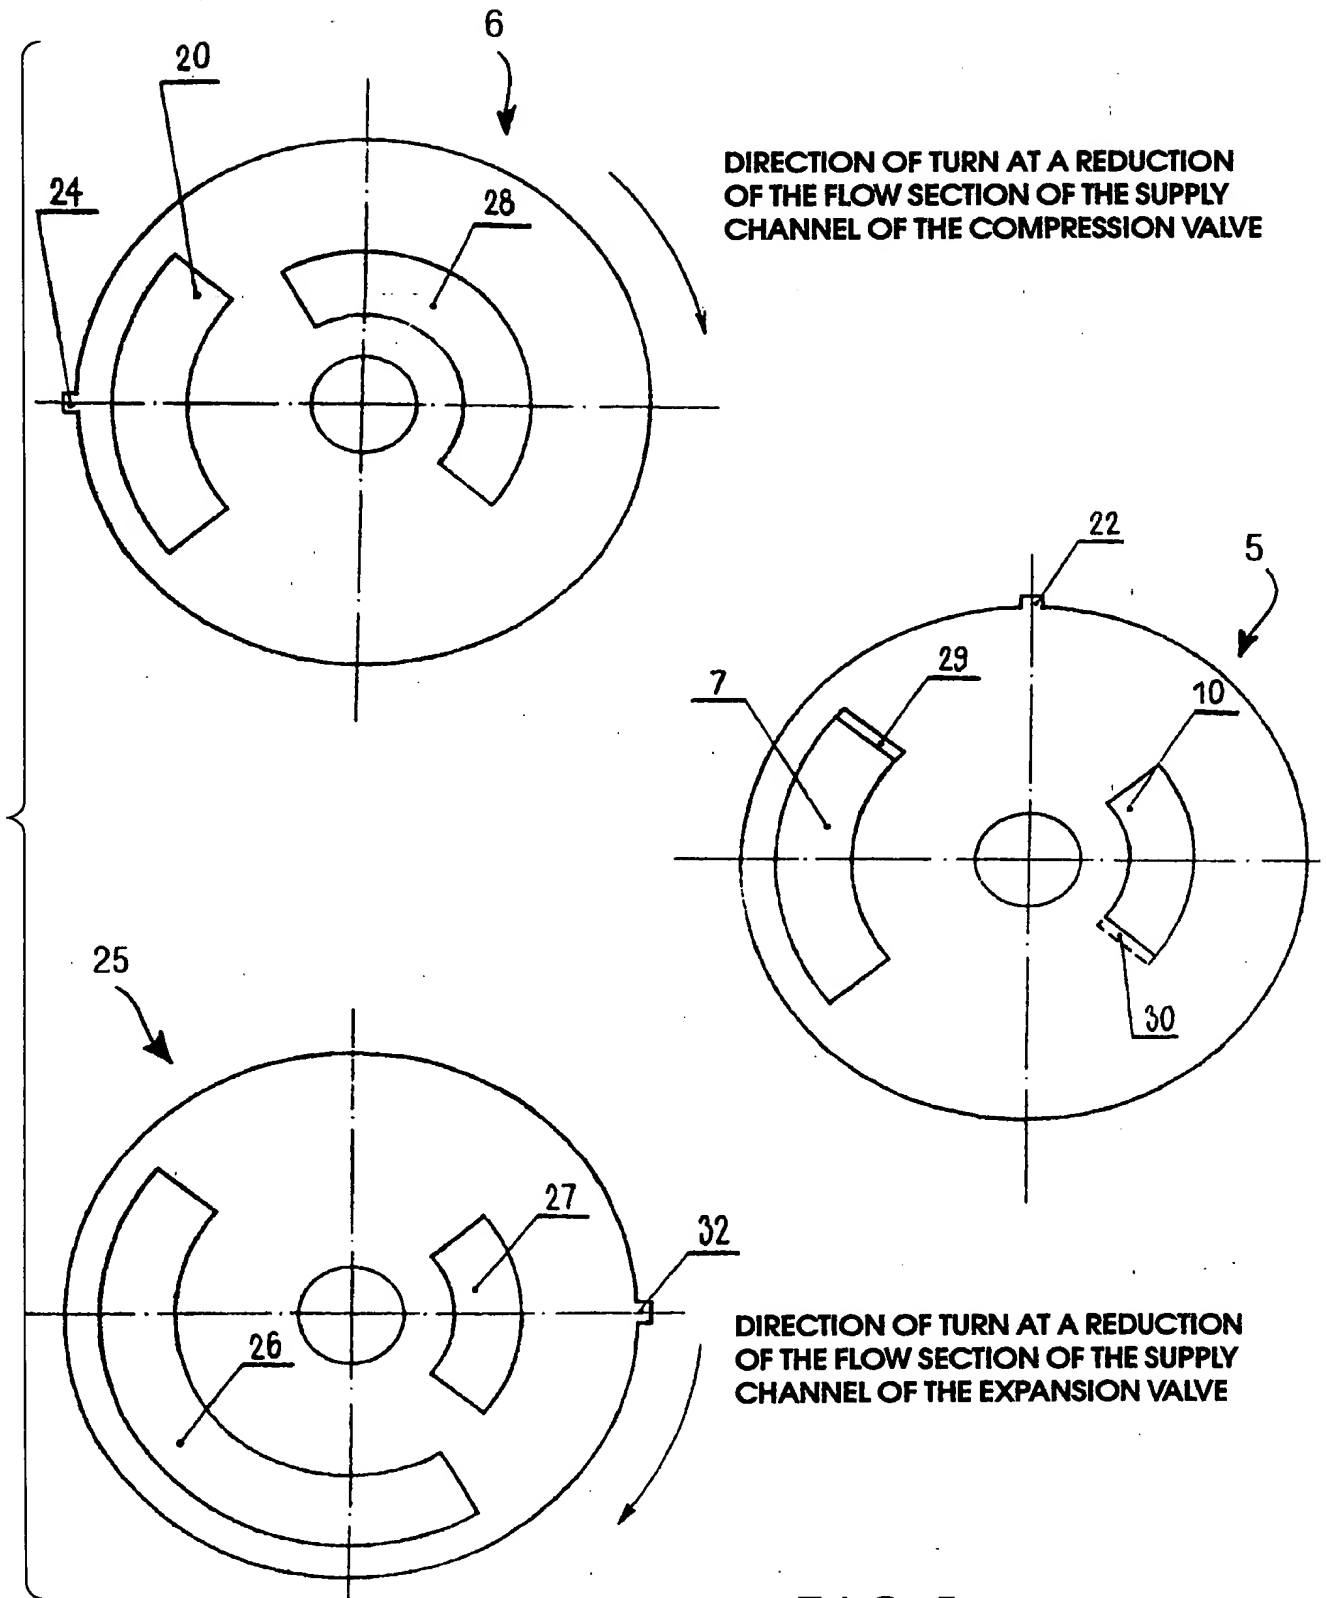 6
20
DIRECTION OF TURN AT A REDUCTION
OF THE FLOW SECTION OF THE SUPPLY
CHANNEL OF THE COMPRESSION VALVE
24
28
22
5
29
7
10
25
30
27
32
DIRECTION OF TURN AT A REDUCTION
OF THE FLOW SECTION OF THE SUPPLY
CHANNEL OF THE EXPANSION VALVE
26